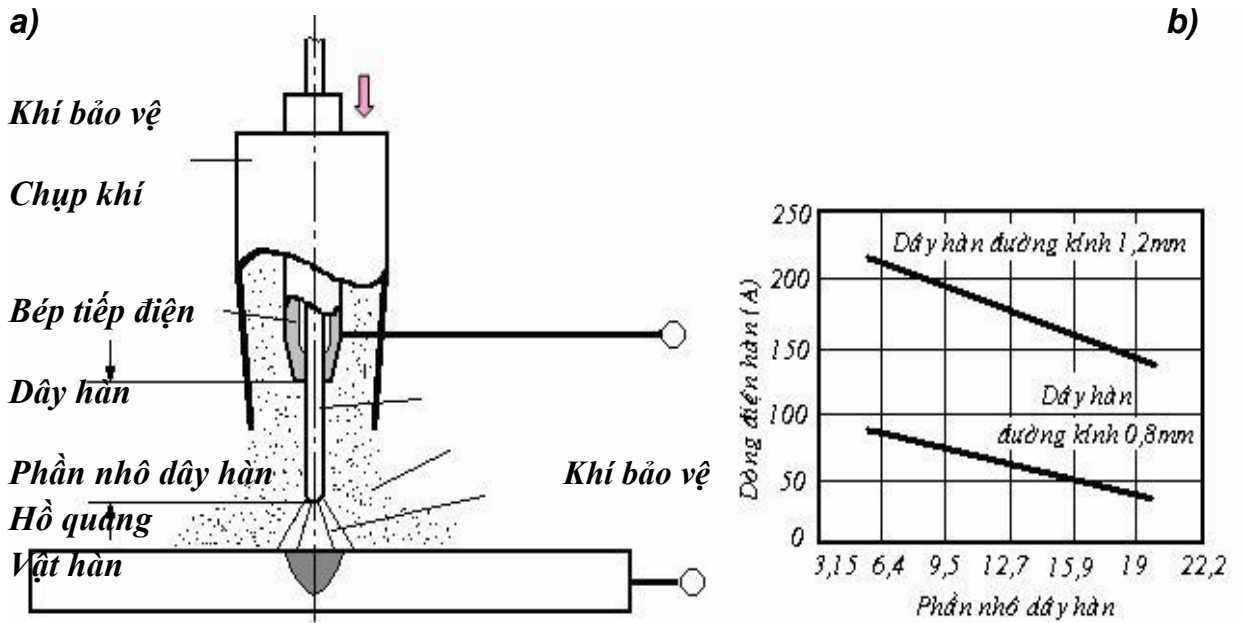 a)
b)
Khí bảo vệ
Chụp khí
Bép tiếp điện
Dây hàn
Phần nhô dây hàn
Khí bảo vệ
Hồ quang
Vật hàn
250
200
150
100
50
0
Dòng điện hàn (A)
Dây hàn đường kính 1,2mm
Dây hàn
đường kính 0,8mm
3,15 6,4 9,5 12,7 15,9 19 22,2
Phần nhô dây hàn